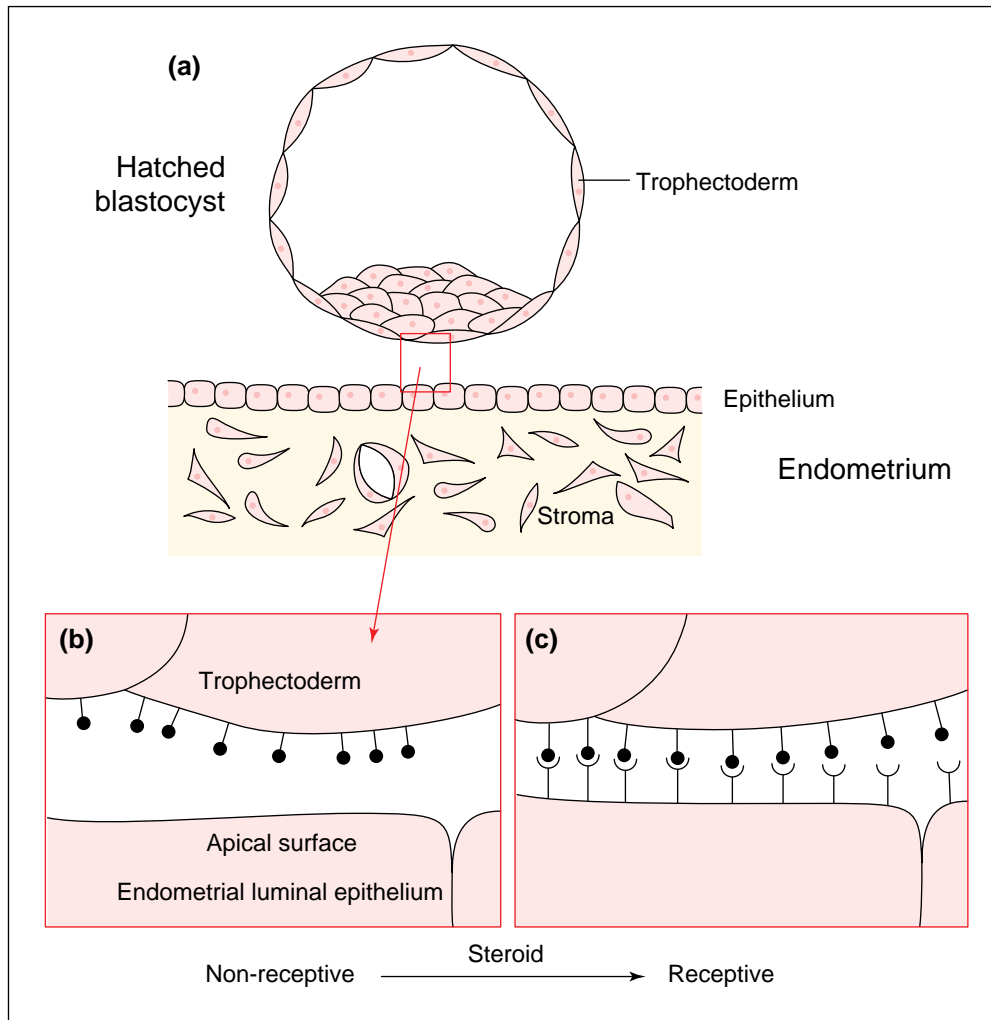 (a)
Hatched
blastocyst
Trophectoderm
Epithelium
Endometrium
Stroma
(b)
Trophectoderm
Apical surface
Endometrial luminal epithelium
(c)
Steroid
Non-receptive
Receptive